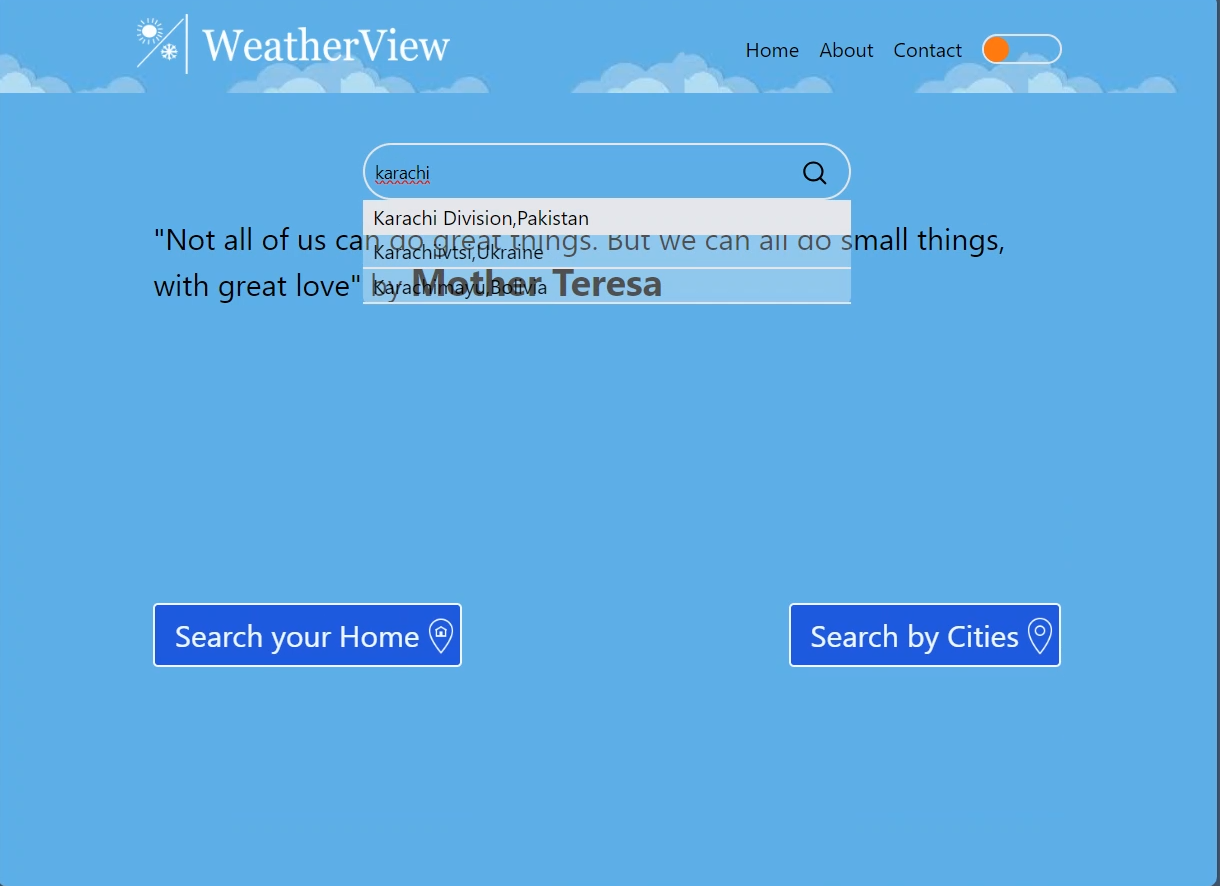 WeatherView
Home About Contact
karachi
Karachi Division,Pakistan
"Not all of us can do great things. But we can all do small things,
Karachiivtsi,Ukraine
with great love" by Mother Teresa
Karachimayu,Bolivia
Search your Home
Search by Cities